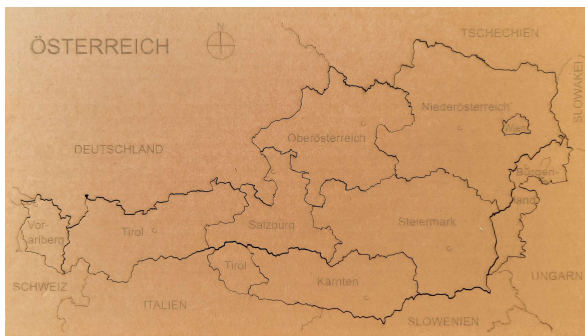 N
TSCHECHIEN
ÖSTERREICH
SLOWAKEI
Niederösterreich
Wien
Oberösterreich
DEUTSCHLAND
Burgen-
land
Vor-
arlberg
Tirol
Salzburg
Steiermark
Tirol
Kärnten
SCHWEIZ
ITALIEN
UNGARN
SLOWENIEN